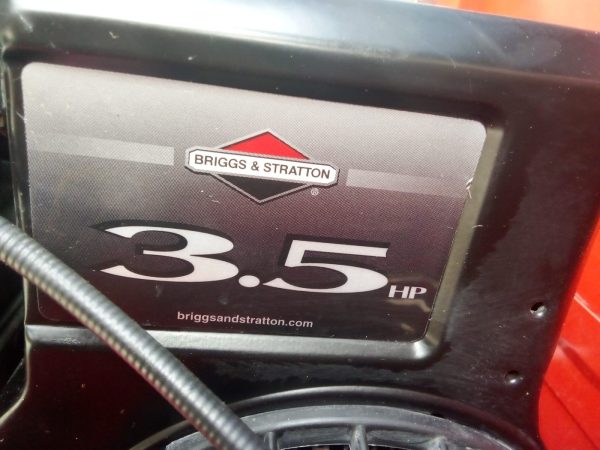 BRIGGS & STRATTON
®
3.5 HP
briggsandstratton.com